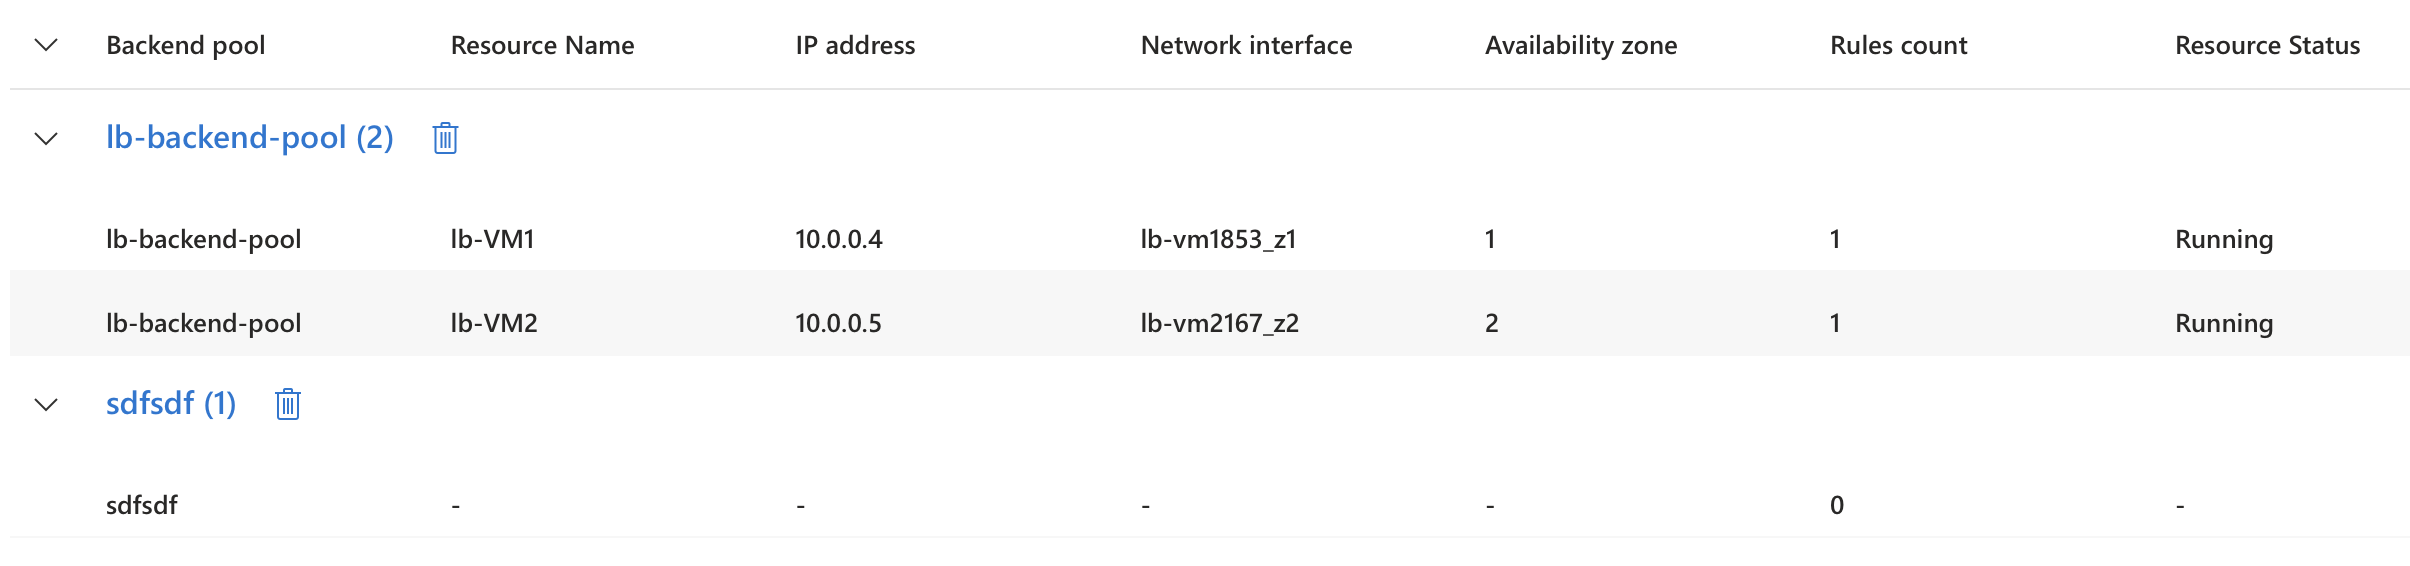 Backend pool Resource Name IP address Network interface Availability zone Rules count Resource Status
lb-backend-pool (2)
lb-backend-pool lb-VM1 10.0.0.4 lb-vm1853_z1 1 1 Running
lb-backend-pool lb-VM2 10.0.0.5 lb-vm2167_z2 2 1 Running
sdfsdf (1)
sdfsdf - - - - 0 -